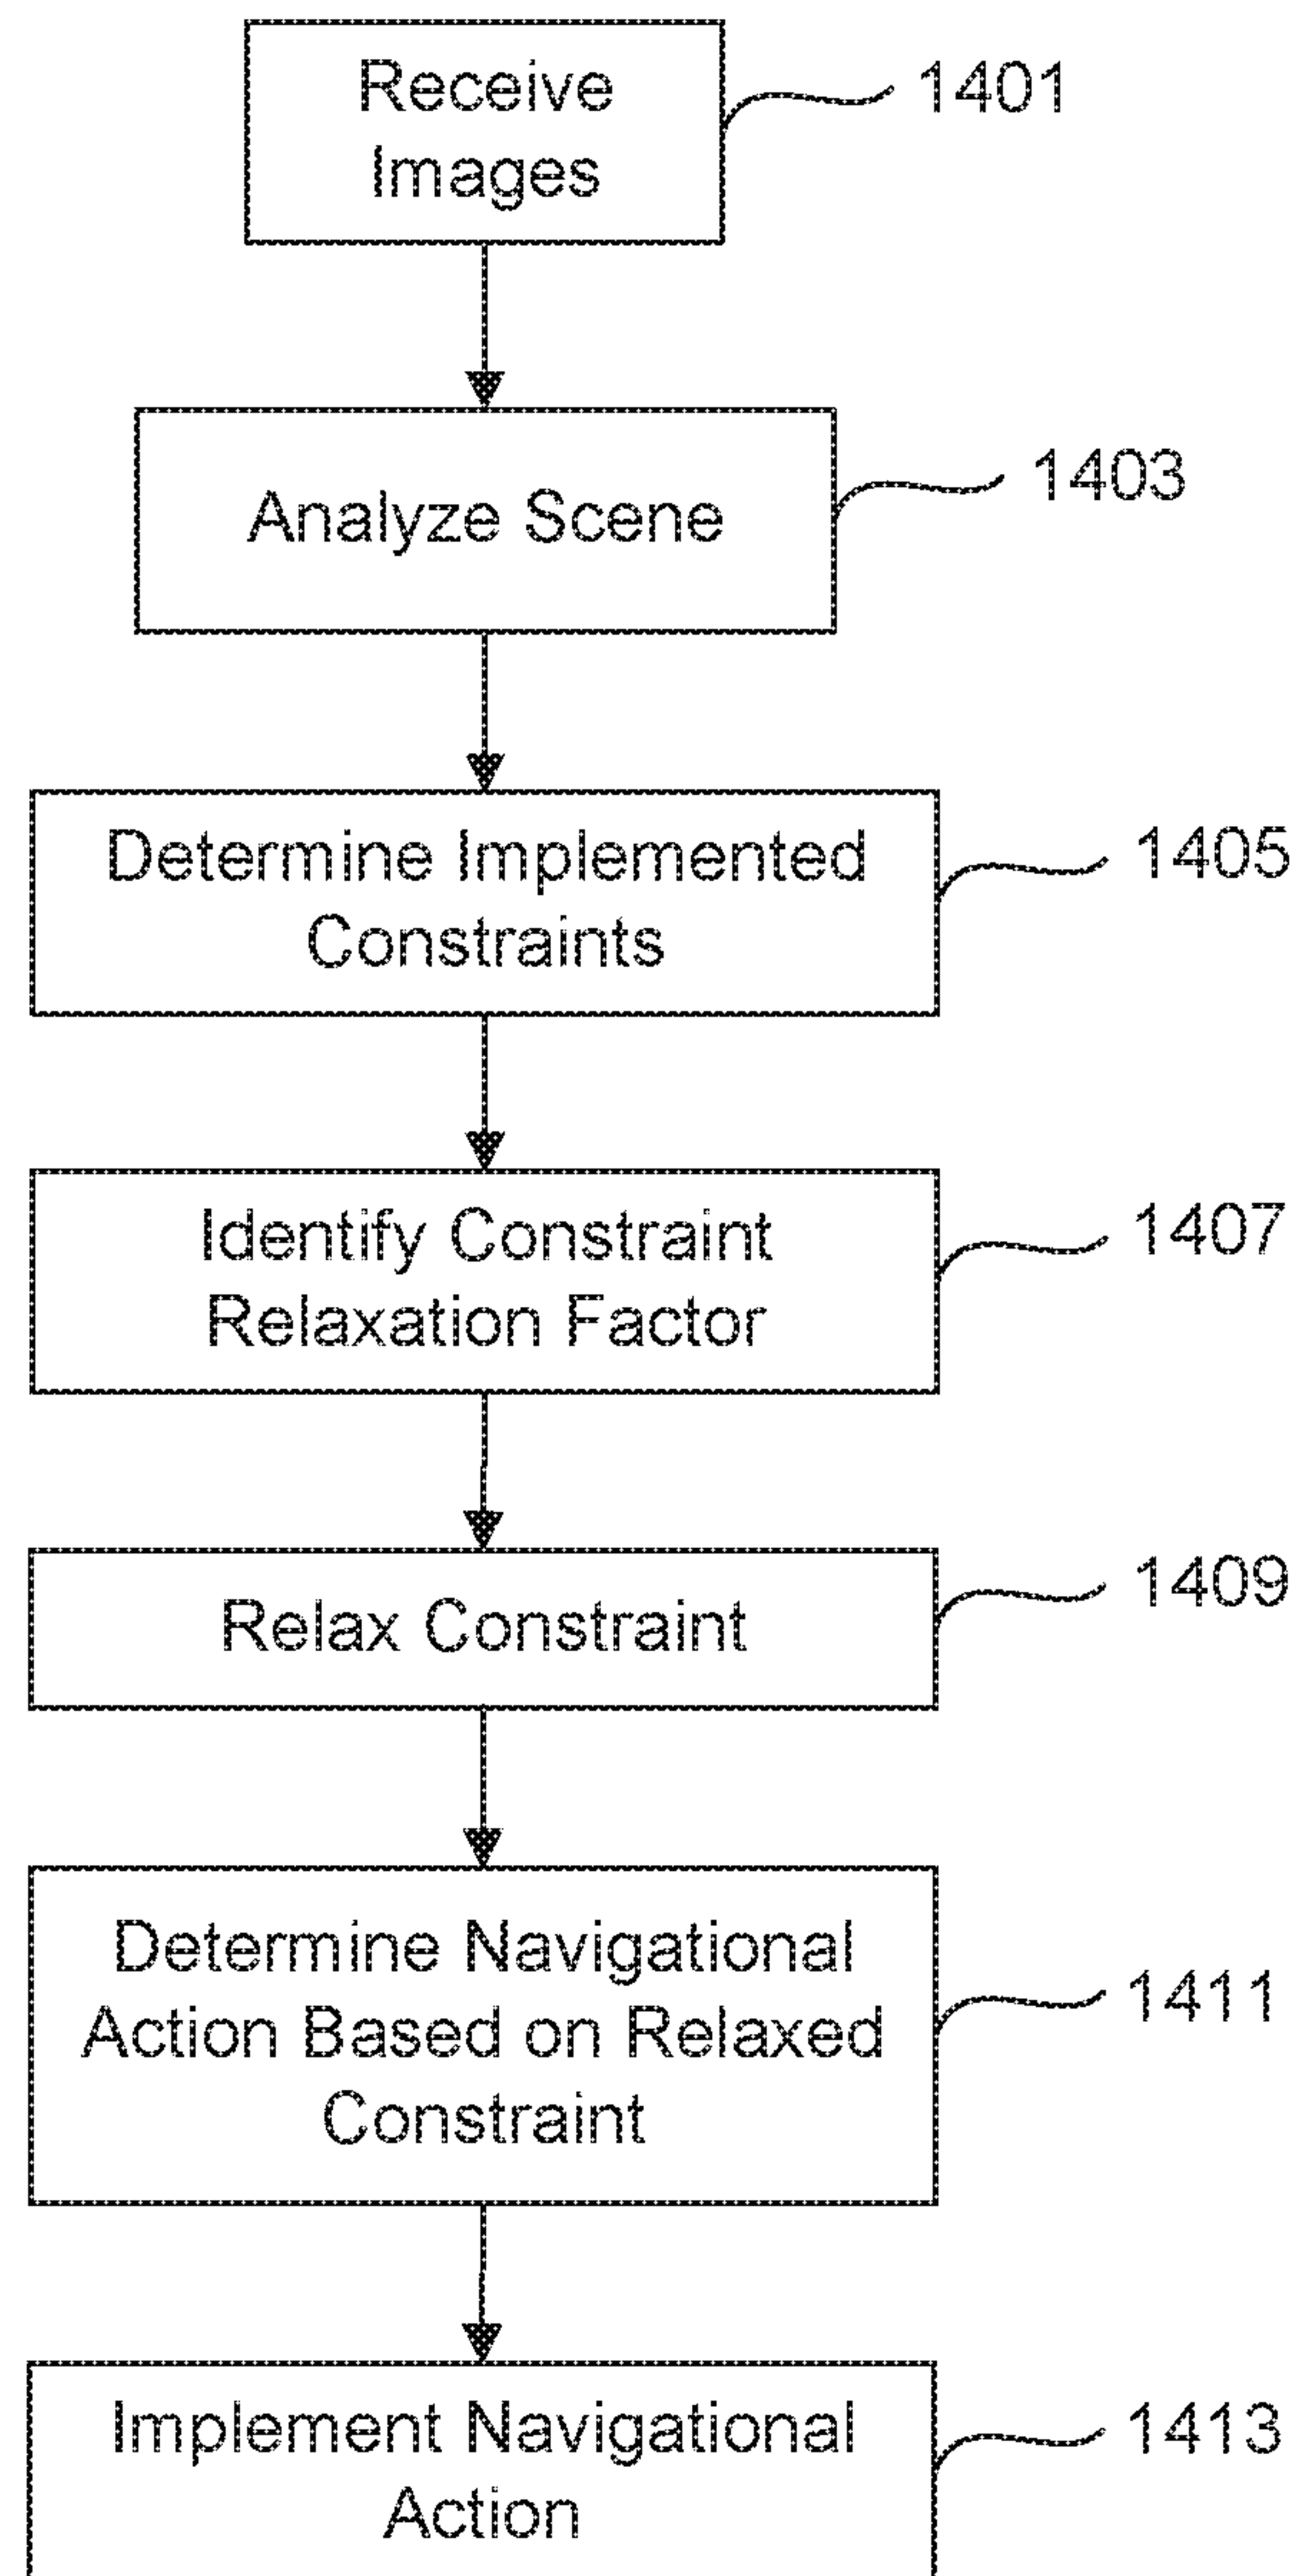 Receive
Images
1401
Analyze Scene
1403
Determine Implemented
Constraints
1405
Identify Constraint
Relaxation Factor
1407
Relax Constraint
1409
Determine Navigational
Action Based on Relaxed
Constraint
1411
Implement Navigational
Action
1413